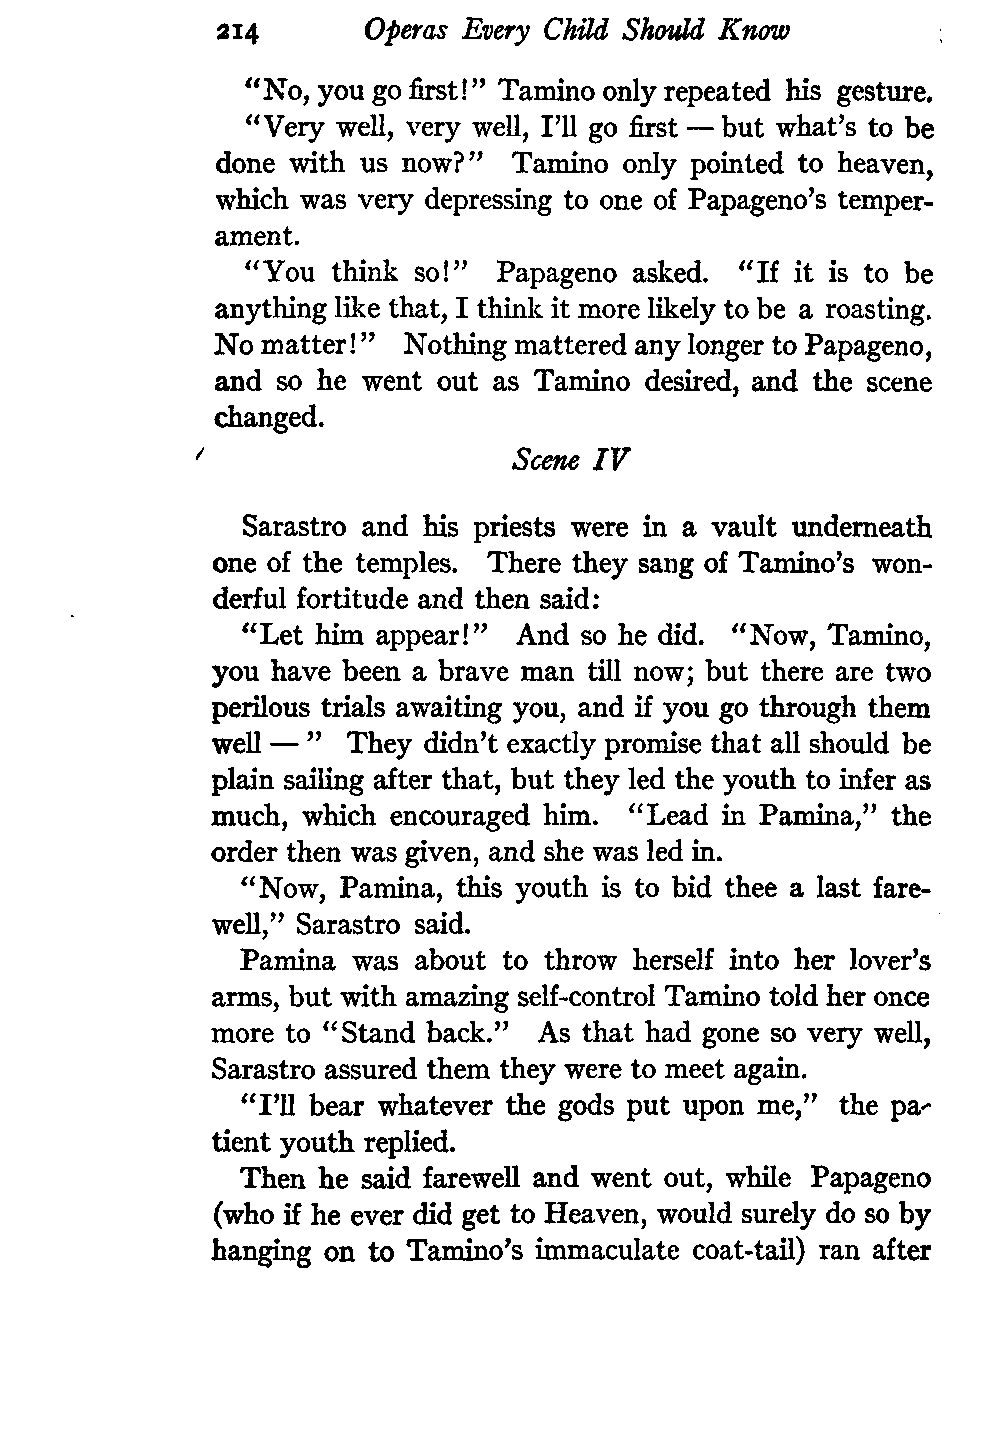 214 Operas Every Child Should Know
"No, you go first!" Tamino only repeated his gesture.
"Very well, very well, I'll go first — but what's to be
done with us now?" Tamino only pointed to heaven,
which was very depressing to one of Papageno's temper-
ament.
"You think so!" Papageno asked. "If it is to be
anything like that, I think it more likely to be a roasting.
No matter!" Nothing mattered any longer to Papageno,
and so he went out as Tamino desired, and the scene
changed.
Scene IV
Sarastro and his priests were in a vault underneath
one of the temples. There they sang of Tamino's won-
derful fortitude and then said:
"Let him appear!" And so he did. "Now, Tamino,
you have been a brave man till now; but there are two
perilous trials awaiting you, and if you go through them
well — " They didn't exactly promise that all should be
plain sailing after that, but they led the youth to infer as
much, which encouraged him. "Lead in Pamina," the
order then was given, and she was led in.
"Now, Pamina, this youth is to bid thee a last fare-
well," Sarastro said.
Pamina was about to throw herself into her lover's
arms, but with amazing self-control Tamino told her once
more to "Stand back." As that had gone so very well,
Sarastro assured them they were to meet again.
"I'll bear whatever the gods put upon me," the pa-
tient youth replied.
Then he said farewell and went out, while Papageno
(who if he ever did get to Heaven, would surely do so by
hanging on to Tamino's immaculate coat-tail) ran after